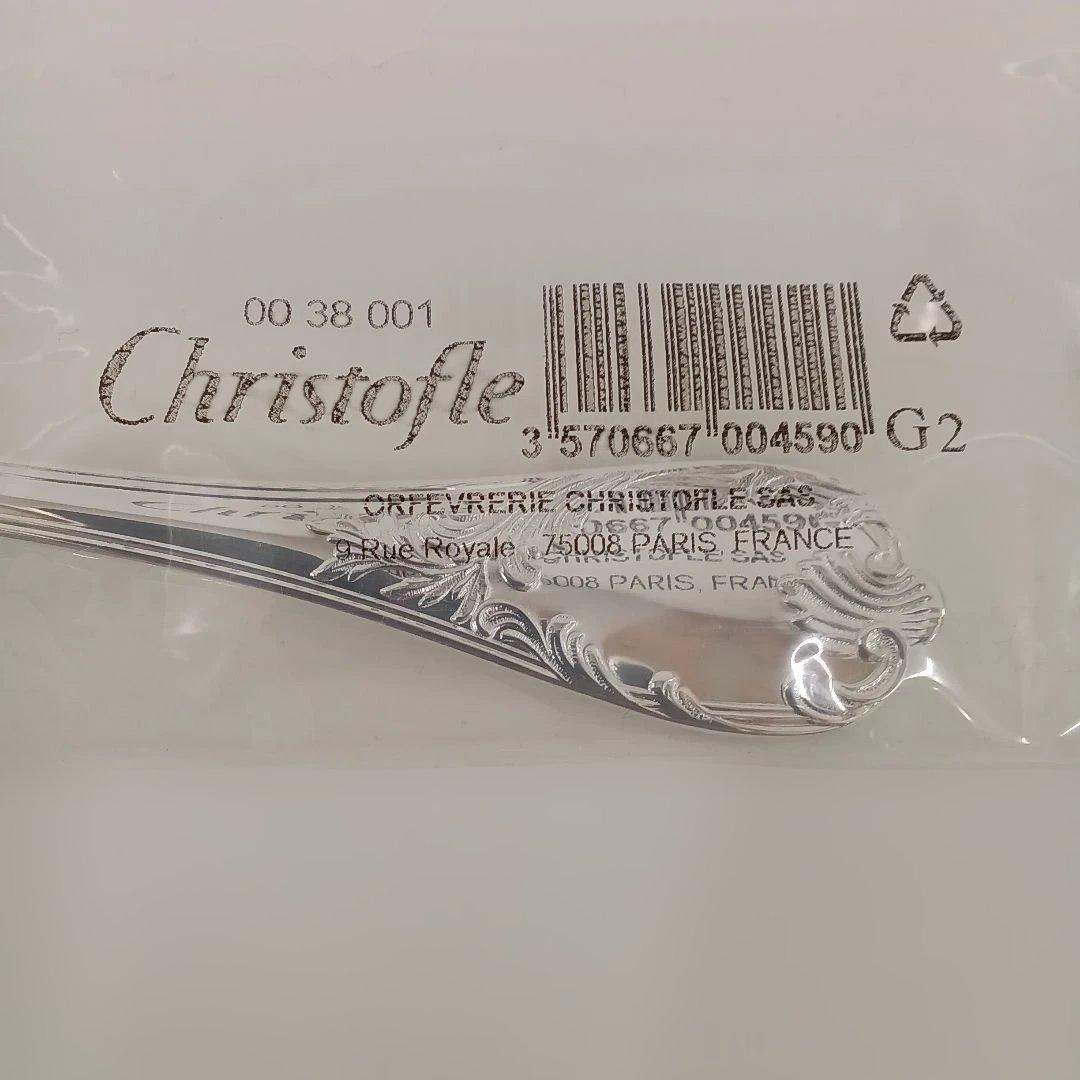 00 38 001
Christofle
3 570667 004590 G2
ORFEVRERIE CHRISTOFLE SAS
9 Rue Royale 75008 PARIS, FRANCE